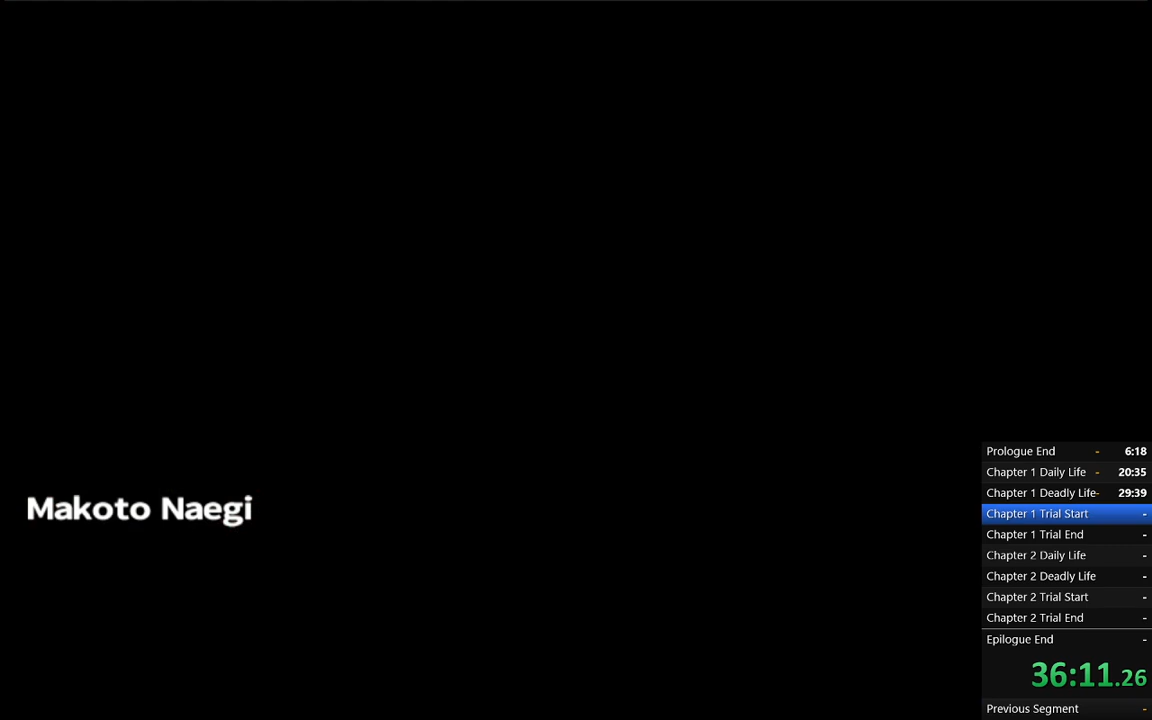 Makoto Naegi
Prologue End - 6:18
Chapter 1 Daily Life - 20:35
Chapter 1 Deadly Life- 29:39
Chapter 1 Trial Start -
Chapter 1 Trial End -
Chapter 2 Daily Life -
Chapter 2 Deadly Life -
Chapter 2 Trial Start -
Chapter 2 Trial End -
Epilogue End -
36:11.26
Previous Segment -